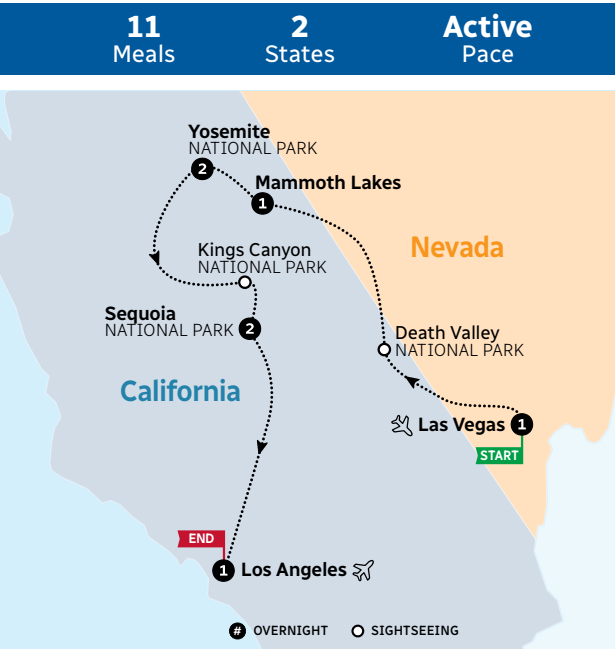 11
Meals
2
States
Active
Pace
Yosemite
NATIONAL PARK
2
Mammoth Lakes
1
Kings Canyon
NATIONAL PARK
Nevada
Sequoia
NATIONAL PARK
2
Death Valley
NATIONAL PARK
California
Las Vegas
1
START
END
1
Los Angeles
# OVERNIGHT
SIGHTSEEING